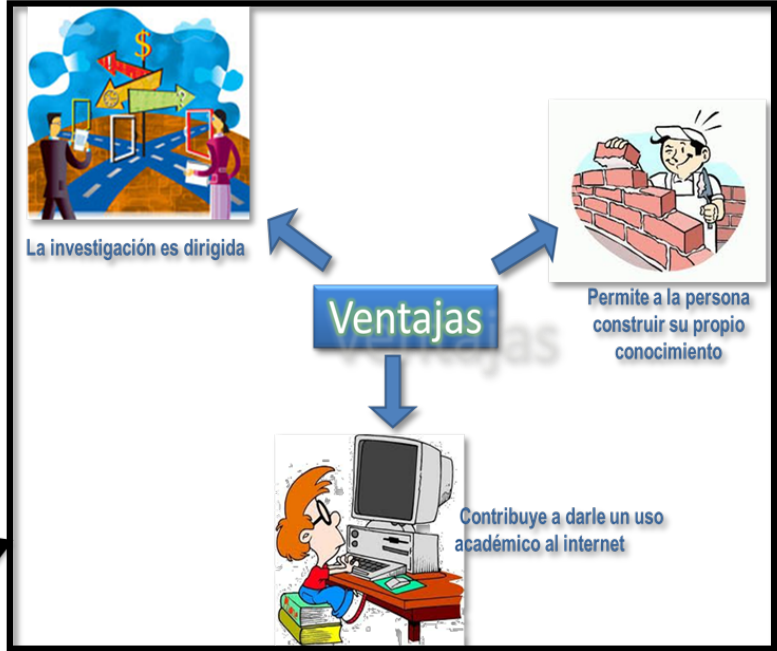 La investigación es dirigida
Permite a la persona
construir su propio
conocimiento
Ventajas
Contribuye a darle un uso
académico al internet